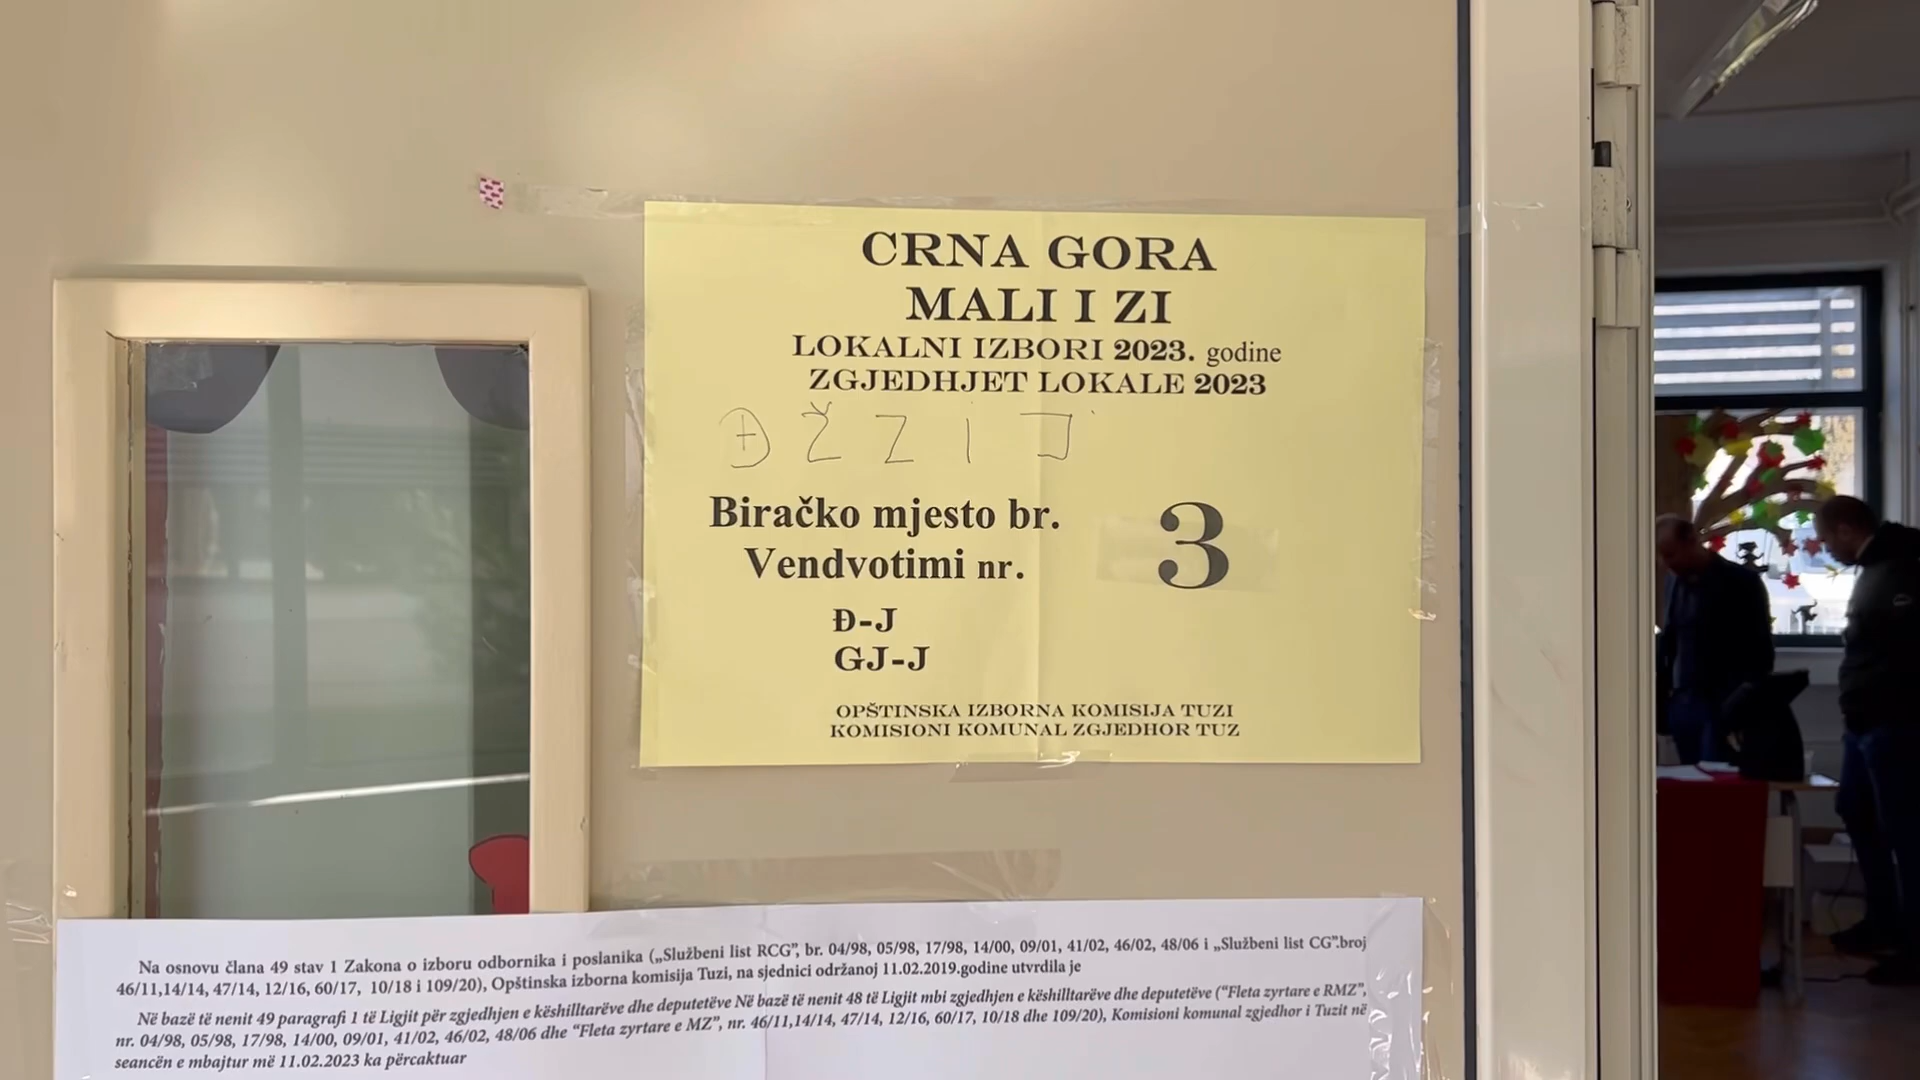 CRNA GORA
MALI I ZI
LOKALNI IZBORI 2023. godine
ZGJEDHJET LOKALE 2023
Đ Ž Z I J
Biračko mjesto br.
Vendvotimi nr.
3
Đ-J
GJ-J
OPŠTINSKA IZBORNA KOMISIJA TUZI
KOMISIONI KOMUNAL ZGJEDHOR TUZ
Na osnovu člana 49 stav 1 Zakona o izboru odbornika i poslanika („Službeni list RCG”, br. 04/98, 05/98, 17/98, 14/00, 09/01, 41/02, 46/02, 48/06 i „Službeni list CG”.broj
46/11,14/14, 47/14, 12/16, 60/17, 10/18 i 109/20), Opštinska izborna komisija Tuzi, na sjednici održanoj 11.02.2019.godine utvrdila je
Në bazë të nenit 49 paragrafi 1 të Ligjit për zgjedhjen e këshilltarëve dhe deputetëve Në bazë të nenit 48 të Ligjit mbi zgjedhjen e këshilltarëve dhe deputetëve (“Fleta zyrtare e RMZ”,
nr. 04/98, 05/98, 17/98, 14/00, 09/01, 41/02, 46/02, 48/06 dhe “Fleta zyrtare e MZ”, nr. 46/11,14/14, 47/14, 12/16, 60/17, 10/18 dhe 109/20), Komisioni komunal zgjedhor i Tuzit në
seancën e mbajtur më 11.02.2023 ka përcaktuar